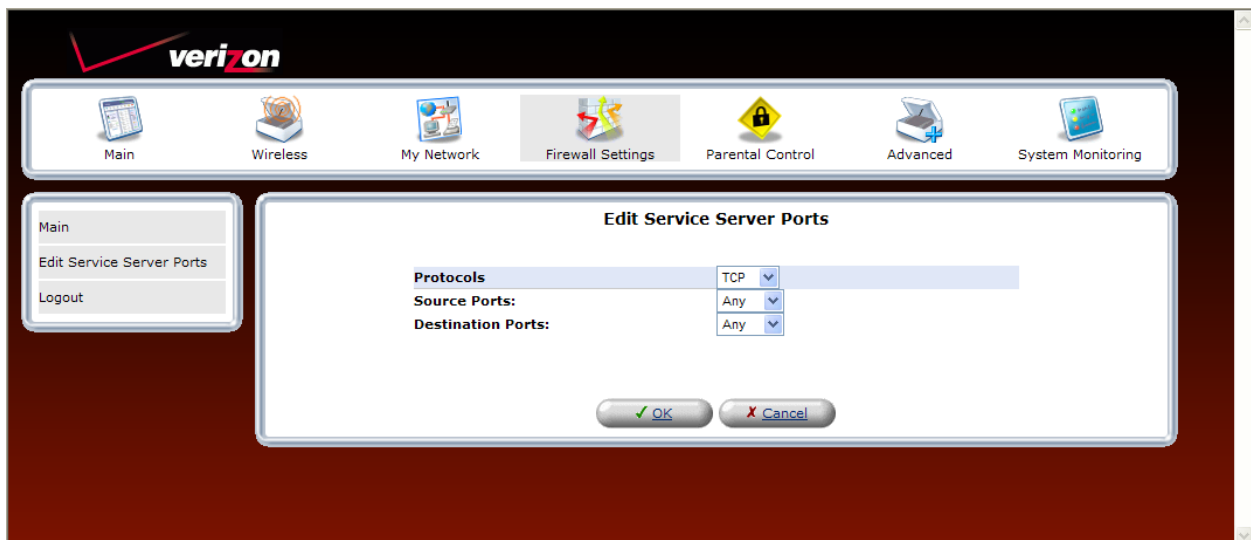 verizon
Main
Wireless
My Network
Firewall Settings
Parental Control
Advanced
System Monitoring
Main
Edit Service Server Ports
Logout
Edit Service Server Ports
Protocols TCP
Source Ports: Any
Destination Ports: Any
OK Cancel